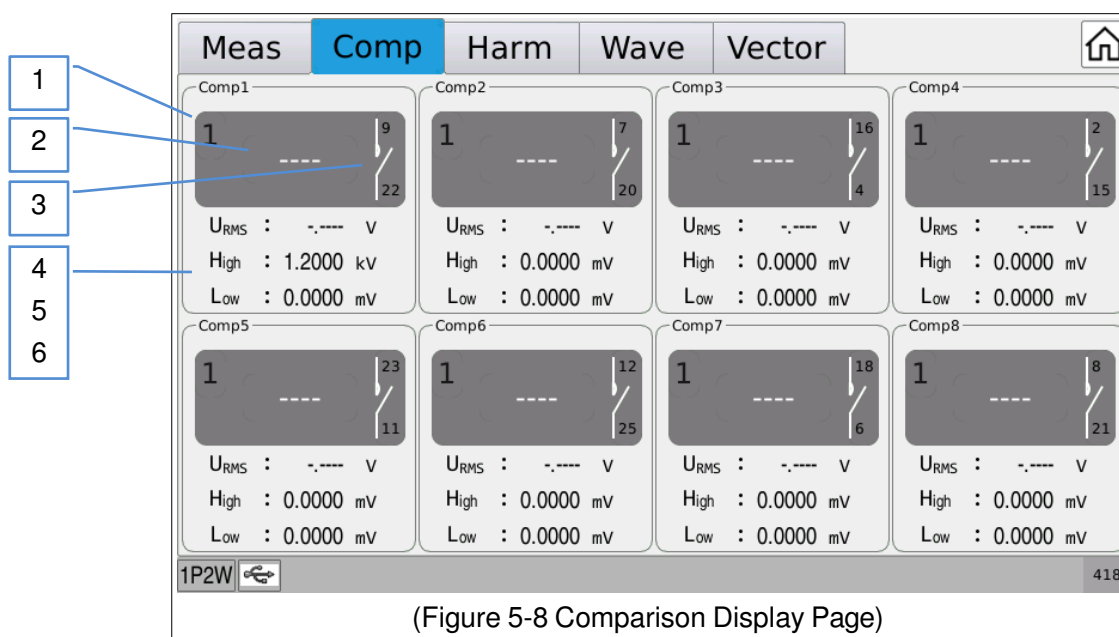 Meas Comp Harm Wave Vector
1
2
3
4
5
6
Comp1 Comp2 Comp3 Comp4
1 ---- 9 22
1 ---- 7 20
1 ---- 16 4
1 ---- 2 15
URMS : -.---- V URMS : -.---- V URMS : -.---- V URMS : -.---- V
High : 1.2000 kV High : 0.0000 mV High : 0.0000 mV High : 0.0000 mV
Low : 0.0000 mV Low : 0.0000 mV Low : 0.0000 mV Low : 0.0000 mV
Comp5 Comp6 Comp7 Comp8
1 ---- 23 11
1 ---- 12 25
1 ---- 18 6
1 ---- 8 21
URMS : -.---- V URMS : -.---- V URMS : -.---- V URMS : -.---- V
High : 0.0000 mV High : 0.0000 mV High : 0.0000 mV High : 0.0000 mV
Low : 0.0000 mV Low : 0.0000 mV Low : 0.0000 mV Low : 0.0000 mV
1P2W 418
(Figure 5-8 Comparison Display Page)